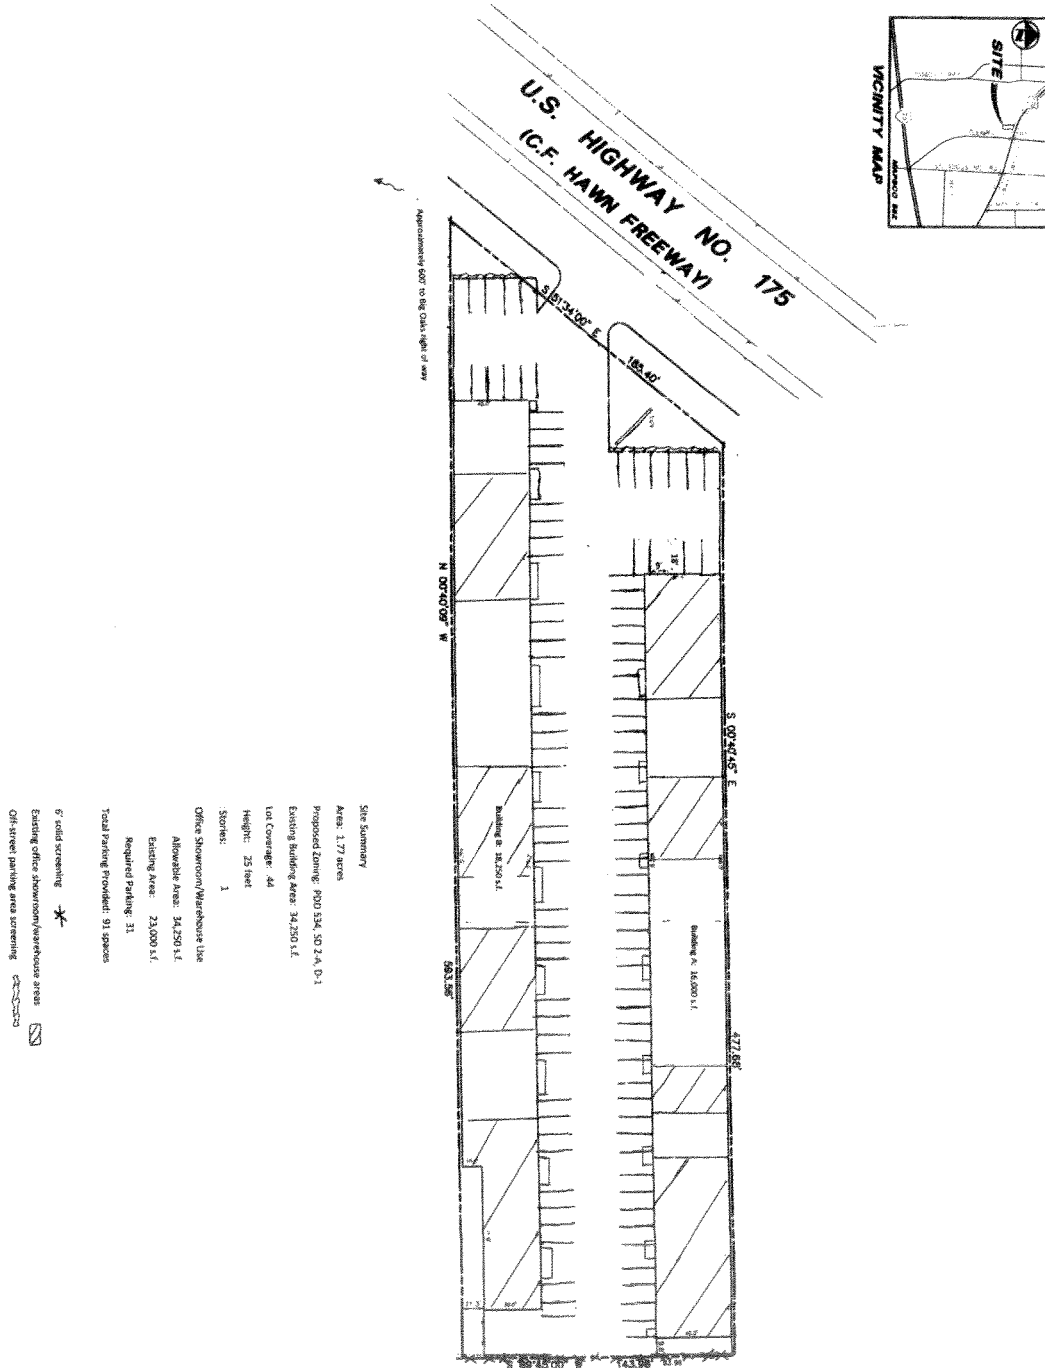 U.S. HIGHWAY NO. 175
(C.F. HAWN FREEWAY)
SITE
VICINITY MAP
MAPSCO
Approximately 600' to Big Oaks right of way
S 51°34'00" E
185.40'
N 00°40'09" W
593.56'
S 00°40'45" E
477.68'
18'
9'
Building B: 18,250 s.f.
Building A: 16,000 s.f.
143.98'
Site Summary
Area: 1.77 acres
Proposed Zoning: PDD 534, SD 2-A, D-1
Existing Building Area: 34,250 s.f.
Lot Coverage: .44
Height: 25 feet
Stories: 1
Office Showroom/Warehouse Use
Allowable Area: 34,250 s.f.
Existing Area: 23,000 s.f.
Required Parking: 31
Total Parking Provided: 91 spaces
6' solid screening
Existing office showroom/warehouse areas
Off-street parking area screening